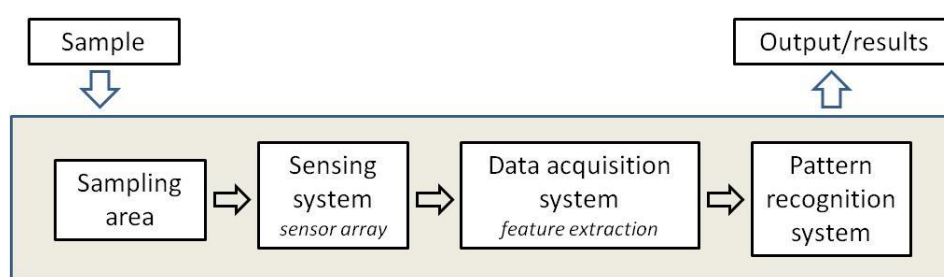 Sample
Output/results
Sampling
area
Sensing
system
sensor array
Data acquisition
system
feature extraction
Pattern
recognition
system